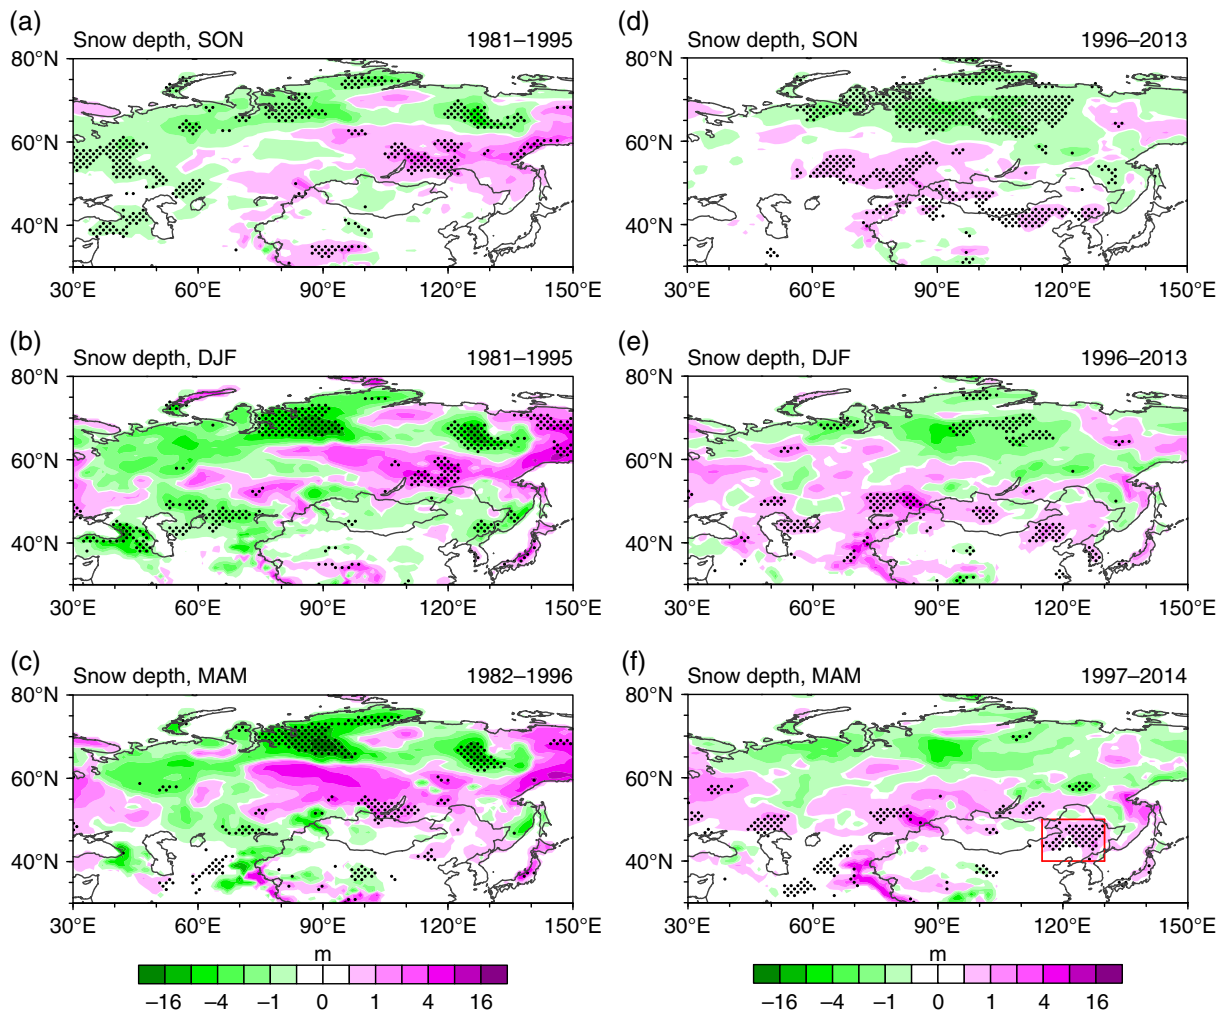 (a)
Snow depth, SON 1981–1995
80°N
60°N
40°N
30°E 60°E 90°E 120°E 150°E
(b)
Snow depth, DJF 1981–1995
80°N
60°N
40°N
30°E 60°E 90°E 120°E 150°E
(c)
Snow depth, MAM 1982–1996
80°N
60°N
40°N
30°E 60°E 90°E 120°E 150°E
m
−16 −4 −1 0 1 4 16
(d)
Snow depth, SON 1996–2013
80°N
60°N
40°N
30°E 60°E 90°E 120°E 150°E
(e)
Snow depth, DJF 1996–2013
80°N
60°N
40°N
30°E 60°E 90°E 120°E 150°E
(f)
Snow depth, MAM 1997–2014
80°N
60°N
40°N
30°E 60°E 90°E 120°E 150°E
m
−16 −4 −1 0 1 4 16